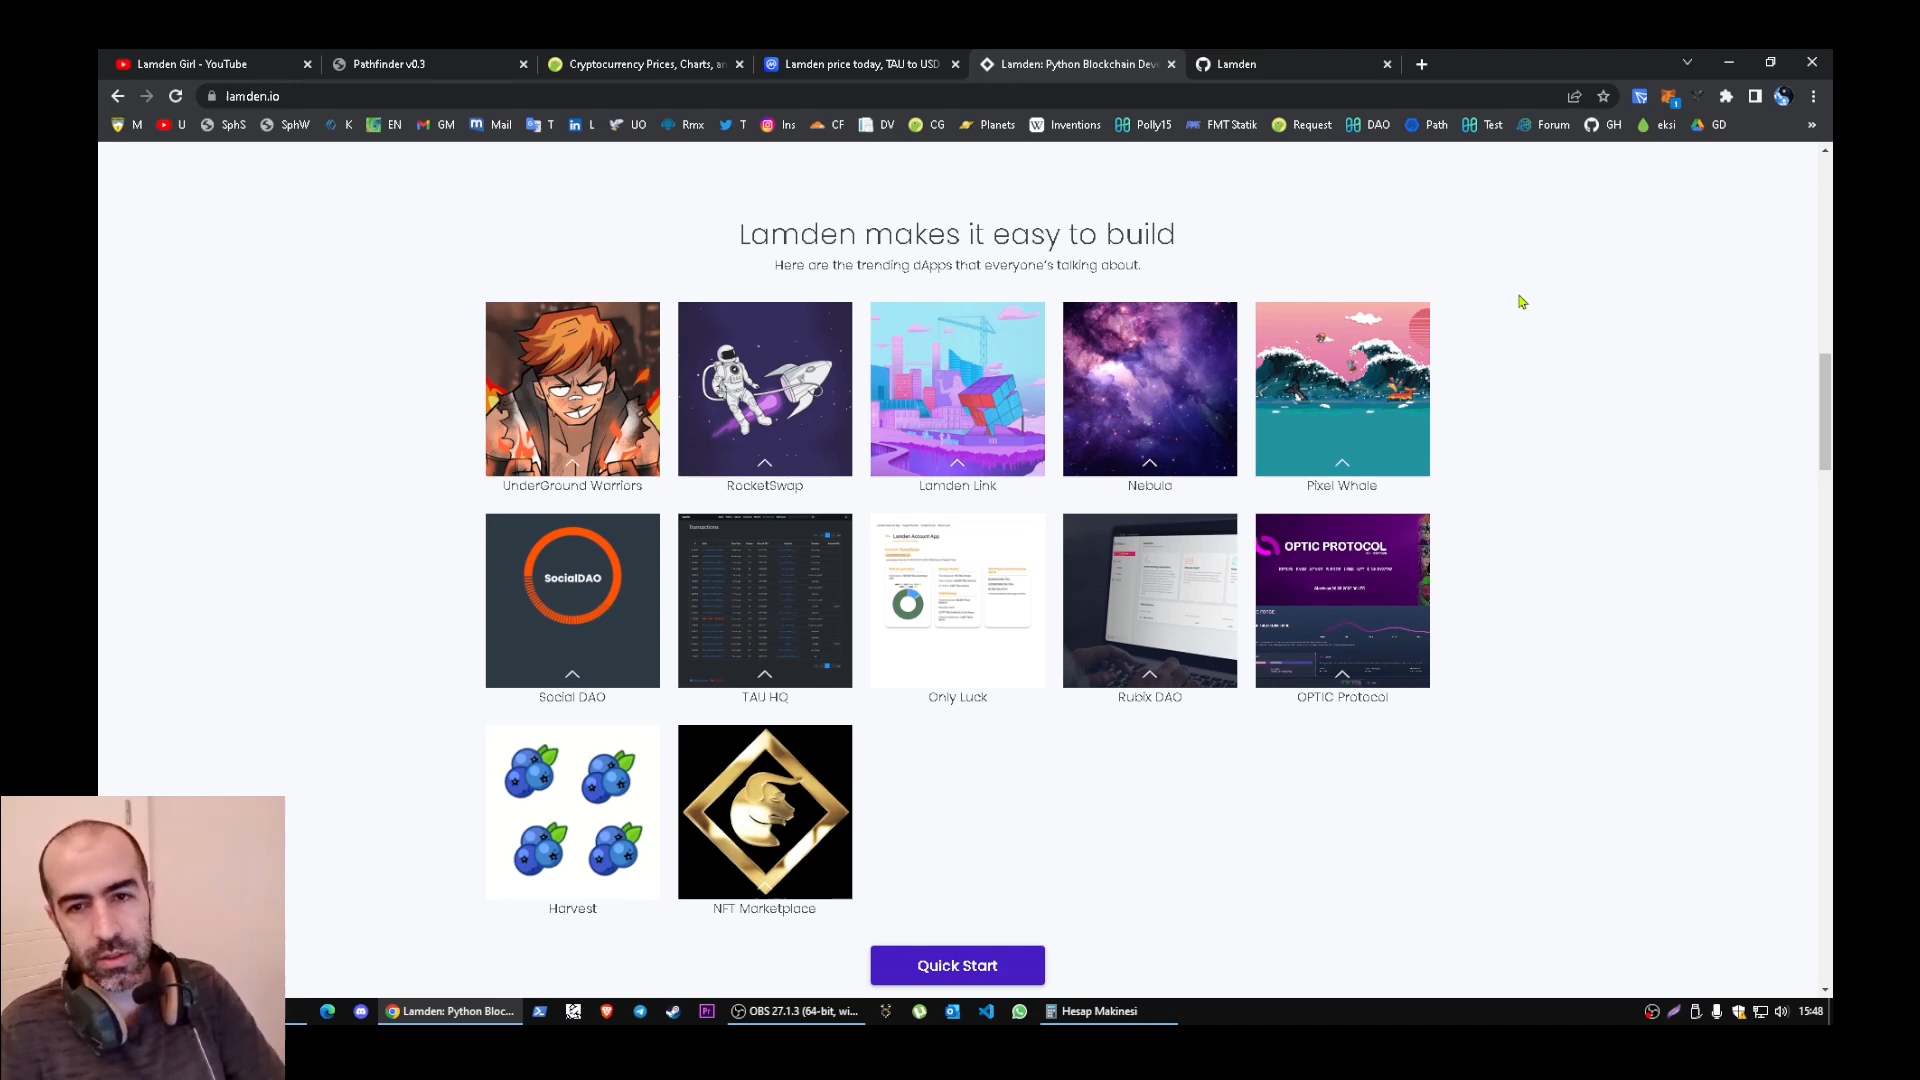 Lamden Girl - YouTube
Pathfinder v0.3
Cryptocurrency Prices, Charts, an
Lamden price today, TAU to USD
Lamden: Python Blockchain Deve
Lamden
lamden.io
M
U
SphS
SphW
K
EN
GM
Mail
T
L
UO
Rmx
T
Ins
CF
DV
CG
Planets
Inventions
Polly15
FMT Statik
Request
DAO
Path
Test
Forum
GH
eksi
GD
Lamden makes it easy to build
Here are the trending dApps that everyone's talking about.
UnderGround Warriors
RocketSwap
Lamden Link
Nebula
Pixel Whale
SocialDAO
Transactions
Lamden Account App
OPTIC PROTOCOL
Social DAO
TAU HQ
Only Luck
Rubix DAO
OPTIC Protocol
Harvest
NFT Marketplace
Quick Start
Lamden: Python Bloc...
OBS 27.1.3 (64-bit, wi...
Hesap Makinesi
15:48